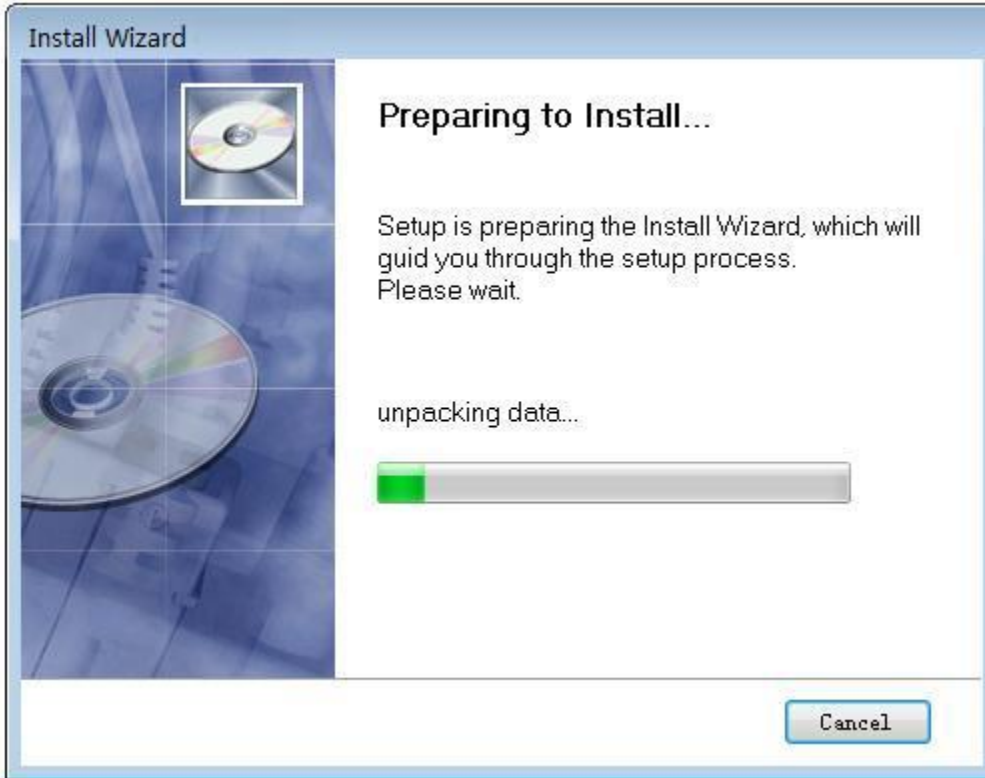 Install Wizard
Preparing to Install...
Setup is preparing the Install Wizard, which will
guid you through the setup process.
Please wait.
unpacking data...
Cancel